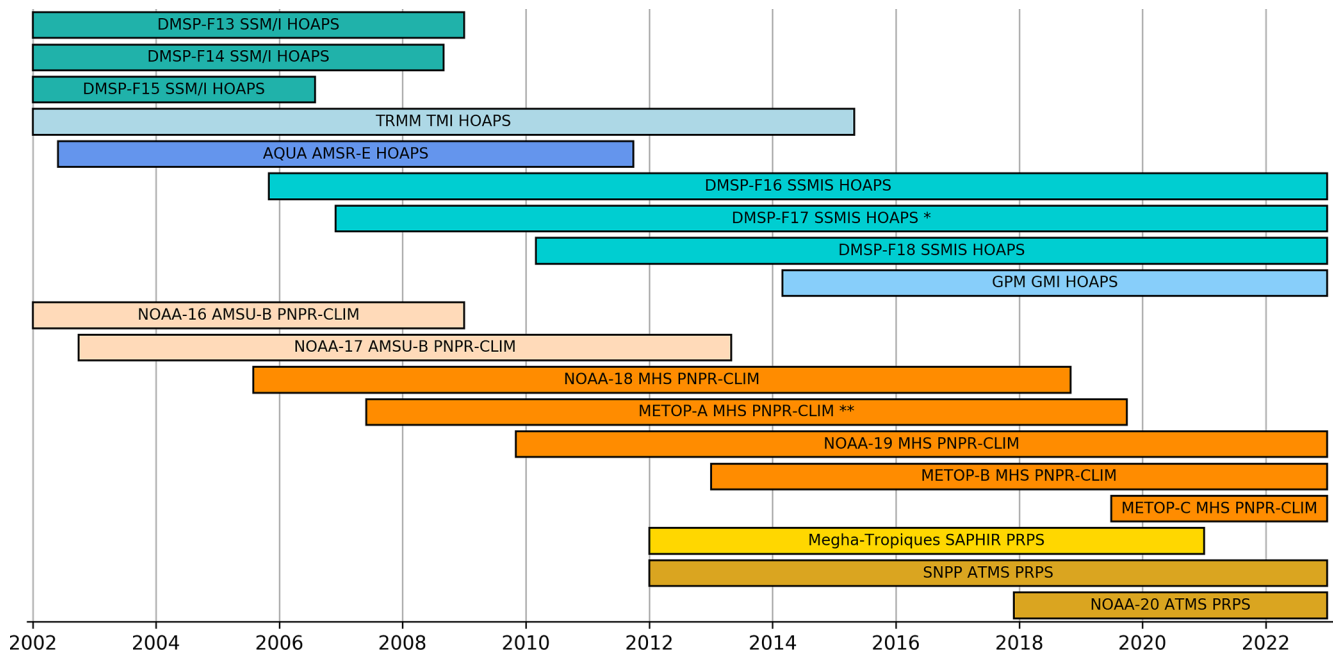 DMSP-F13 SSM/I HOAPS
DMSP-F14 SSM/I HOAPS
DMSP-F15 SSM/I HOAPS
TRMM TMI HOAPS
AQUA AMSR-E HOAPS
DMSP-F16 SSMIS HOAPS
DMSP-F17 SSMIS HOAPS *
DMSP-F18 SSMIS HOAPS
GPM GMI HOAPS
NOAA-16 AMSU-B PNPR-CLIM
NOAA-17 AMSU-B PNPR-CLIM
NOAA-18 MHS PNPR-CLIM
METOP-A MHS PNPR-CLIM **
NOAA-19 MHS PNPR-CLIM
METOP-B MHS PNPR-CLIM
METOP-C MHS PNPR-CLIM
Megha-Tropiques SAPHIR PRPS
SNPP ATMS PRPS
NOAA-20 ATMS PRPS
2002 2004 2006 2008 2010 2012 2014 2016 2018 2020 2022